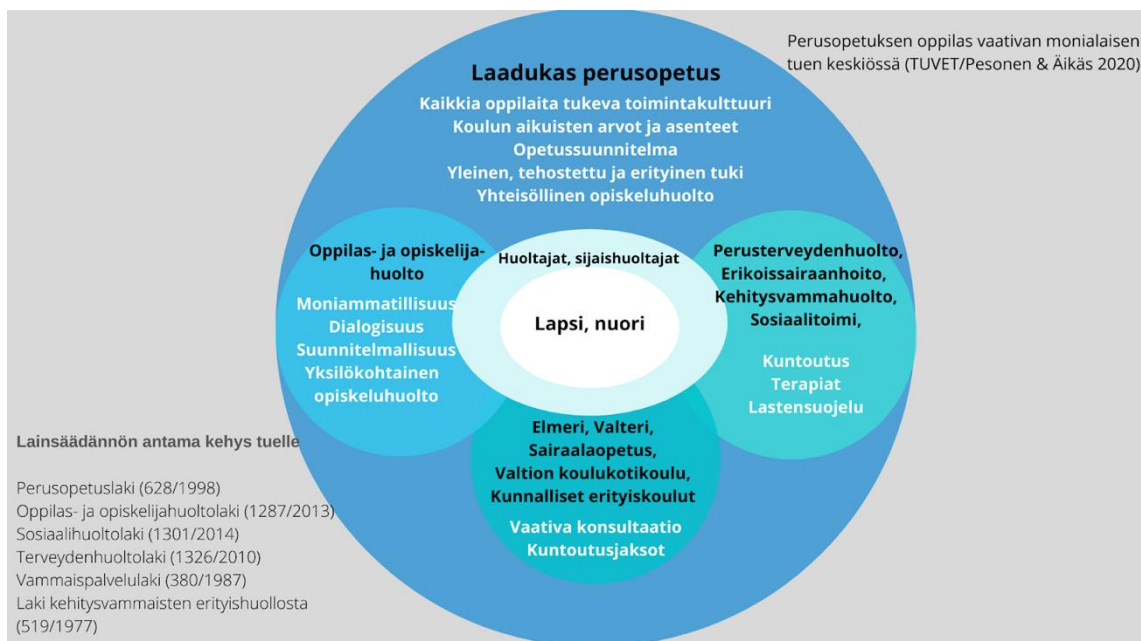 Perusopetuksen oppilas vaativan monialaisen
tuen keskiössä (TUVET/Pesonen & Äikäs 2020)
Laadukas perusopetus
Kaikkia oppilaita tukeva toimintakulttuuri
Koulun aikuisten arvot ja asenteet
Opetussuunnitelma
Yleinen, tehostettu ja erityinen tuki
Yhteisöllinen opiskeluhuolto
Oppilas- ja opiskelija-
huolto
Moniammatillisuus
Dialogisuus
Suunnitelmallisuus
Yksilökohtainen
opiskeluhuolto
Huoltajat, sijaishuoltajat
Lapsi, nuori
Perusterveydenhuolto,
Erikoissairaanhoito,
Kehitysvammahuolto,
Sosiaalitoimi,
Kuntoutus
Terapiat
Lastensuojelu
Elmeri, Valteri,
Sairaalaopetus,
Valtion koulukotikoulu,
Kunnalliset erityiskoulut
Vaativa konsultaatio
Kuntoutusjaksot
Lainsäädännön antama kehys tuelle
Perusopetuslaki (628/1998)
Oppilas- ja opiskelijahuoltolaki (1287/2013)
Sosiaalihuoltolaki (1301/2014)
Terveydenhuoltolaki (1326/2010)
Vammaispalvelulaki (380/1987)
Laki kehitysvammaisten erityishuollosta
(519/1977)